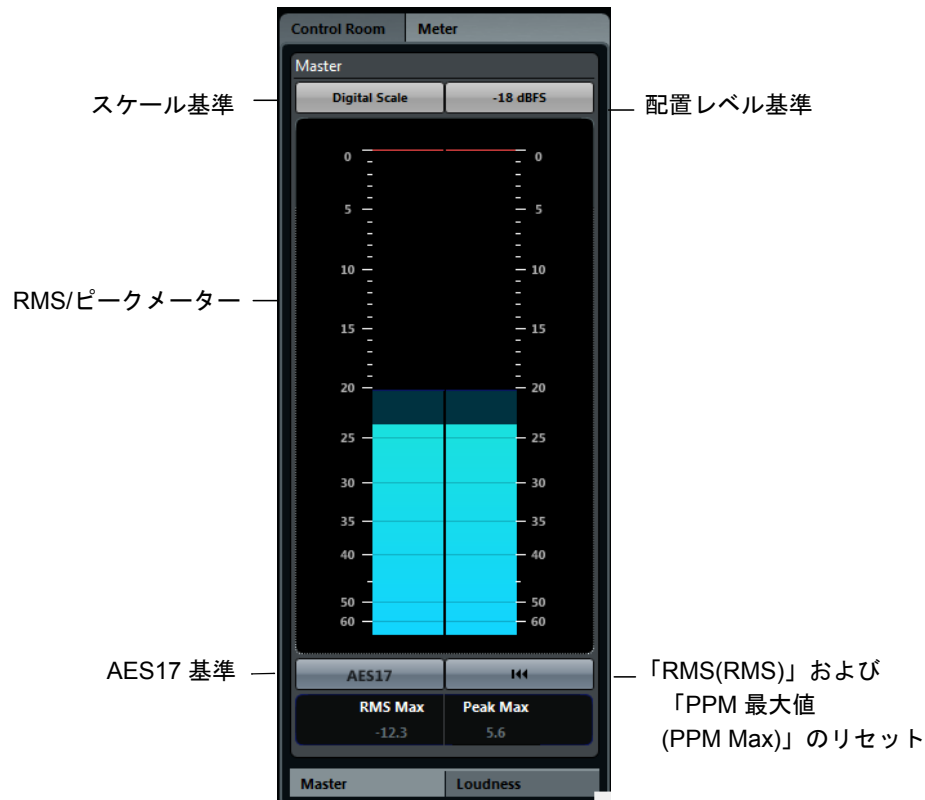 Control Room Meter
Master
スケール基準 Digital Scale -18 dBFS 配置レベル基準
0 0
5 5
RMS/ピークメーター 10 10
15 15
20 20
25 25
30 30
35 35
40 40
50 50
60 60
AES17 基準 AES17 「RMS(RMS)」および
「PPM 最大値
(PPM Max)」のリセット
RMS Max Peak Max
-12.3 5.6
Master Loudness